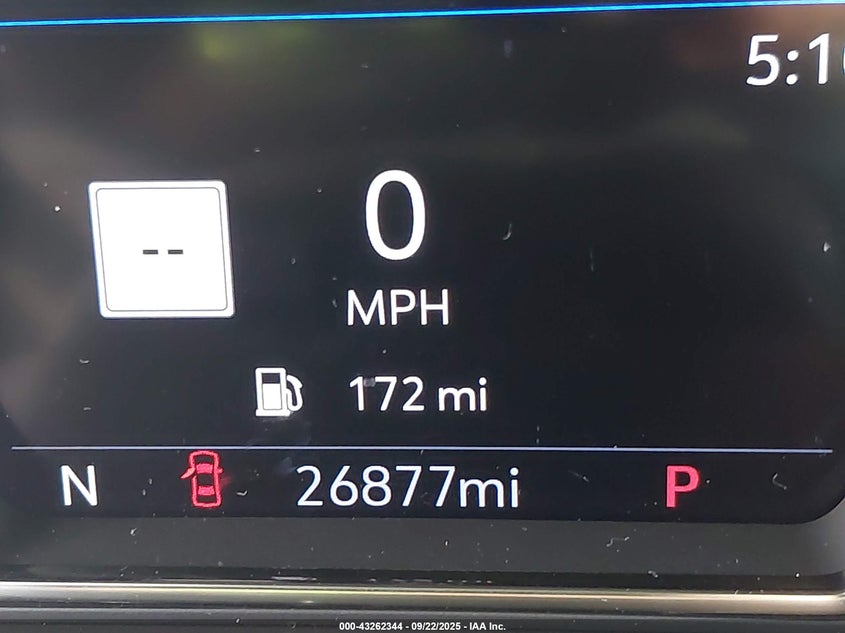 5:1
--
0
MPH
172 mi
N 26877mi P
000-43262344 - 09/22/2025 - IAA Inc.